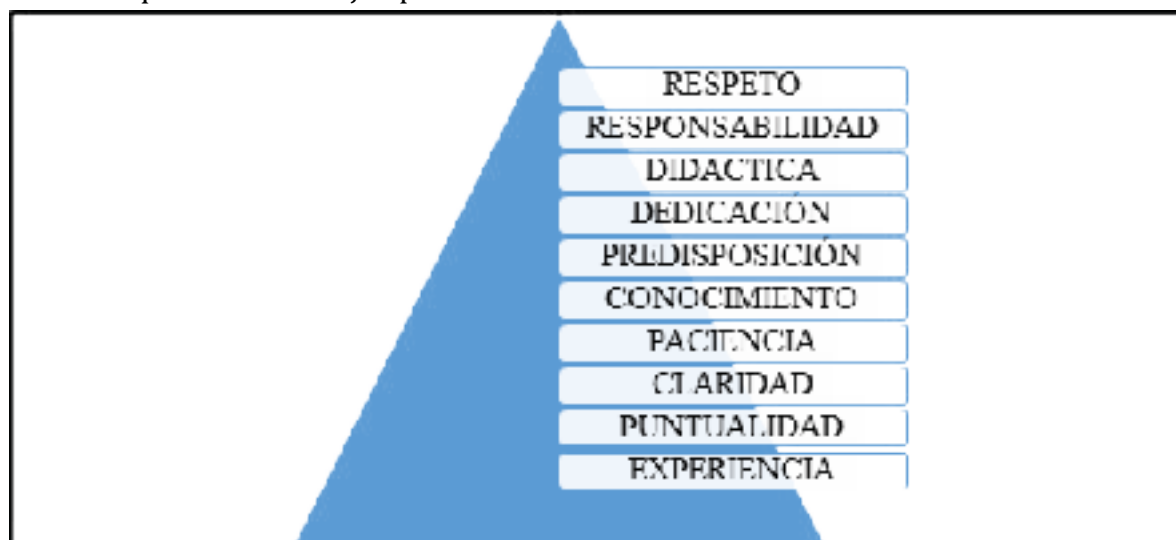 RESPETO
RESPONSABILIDAD
DIDACTICA
DEDICACIÓN
PREDISPOSICIÓN
CONOCIMIENTO
PACIENCIA
CLARIDAD
PUNTUALIDAD
EXPERIENCIA